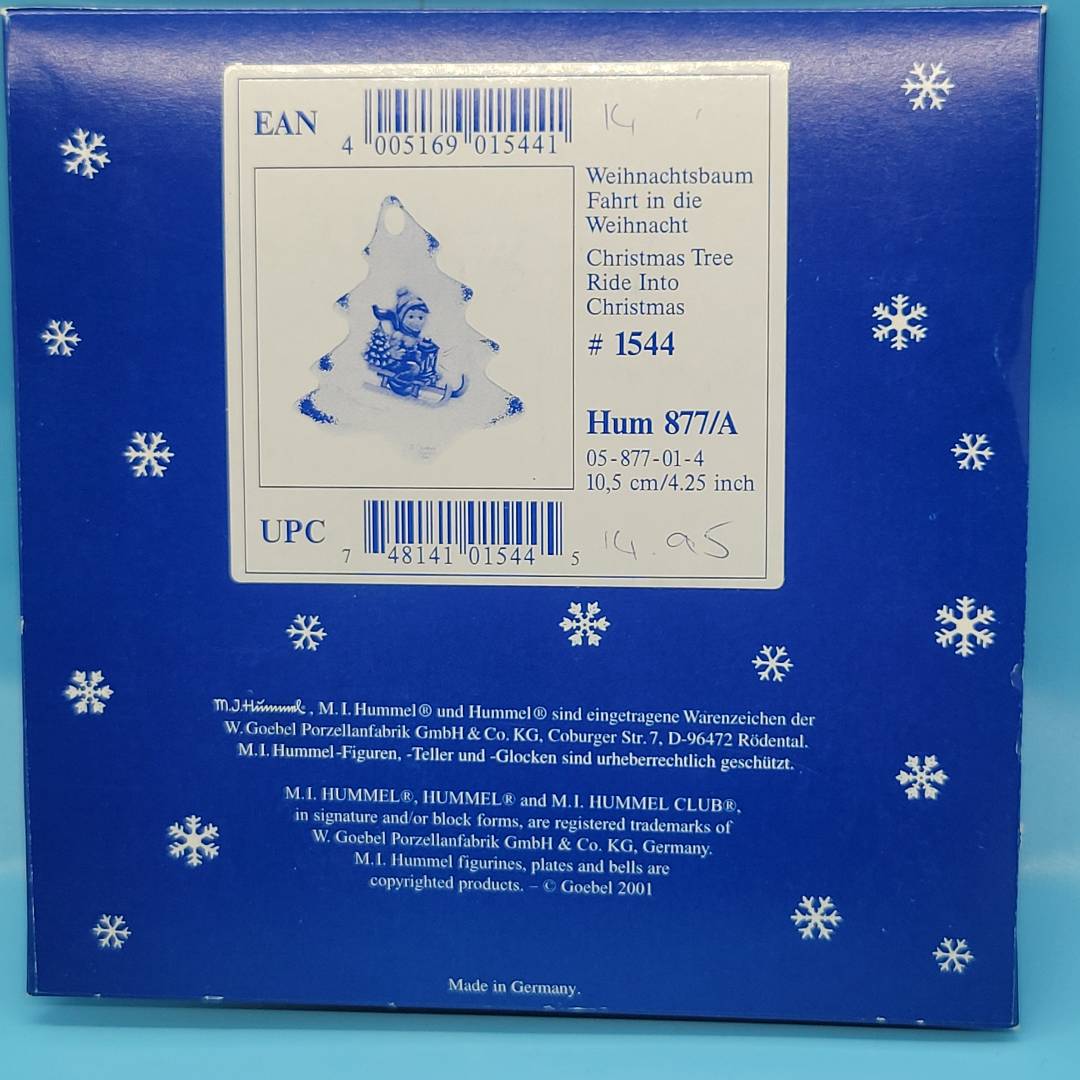 EAN
4 005169 015441
14
Weihnachtsbaum
Fahrt in die
Weihnacht
Christmas Tree
Ride Into
Christmas
# 1544
Hum 877/A
05-877-01-4
10,5 cm/4.25 inch
UPC
7 48141 01544 5
14.95
M.J.Hümmel, M. I. Hummel® und Hummel® sind eingetragene Warenzeichen der
W. Goebel Porzellanfabrik GmbH & Co. KG, Coburger Str. 7, D-96472 Rödental.
M. I. Hummel-Figuren, -Teller und -Glocken sind urheberrechtlich geschützt.
M. I. HUMMEL®, HUMMEL® and M. I. HUMMEL CLUB®,
in signature and/or block forms, are registered trademarks of
W. Goebel Porzellanfabrik GmbH & Co. KG, Germany.
M. I. Hummel figurines, plates and bells are
copyrighted products. – © Goebel 2001
Made in Germany.